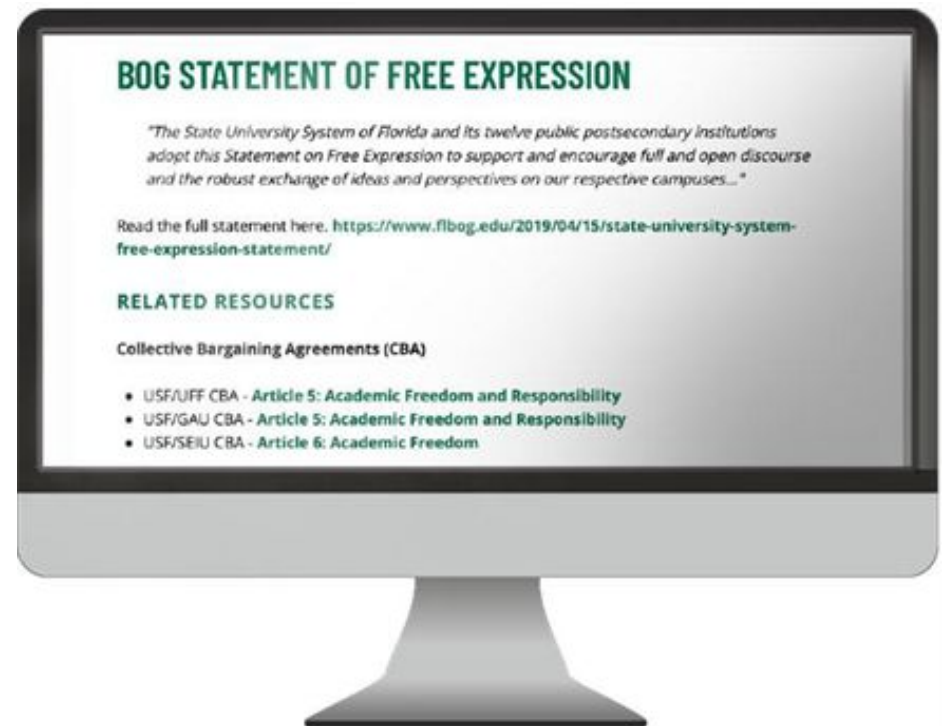 BOG STATEMENT OF FREE EXPRESSION
"The State University System of Florida and its twelve public postsecondary institutions
adopt this Statement on Free Expression to support and encourage full and open discourse
and the robust exchange of ideas and perspectives on our respective campuses..."
Read the full statement here. https://www.flbog.edu/2019/04/15/state-university-system-
free-expression-statement/
RELATED RESOURCES
Collective Bargaining Agreements (CBA)
• USF/UFF CBA - Article 5: Academic Freedom and Responsibility
• USF/GAU CBA - Article 5: Academic Freedom and Responsibility
• USF/SEIU CBA - Article 6: Academic Freedom